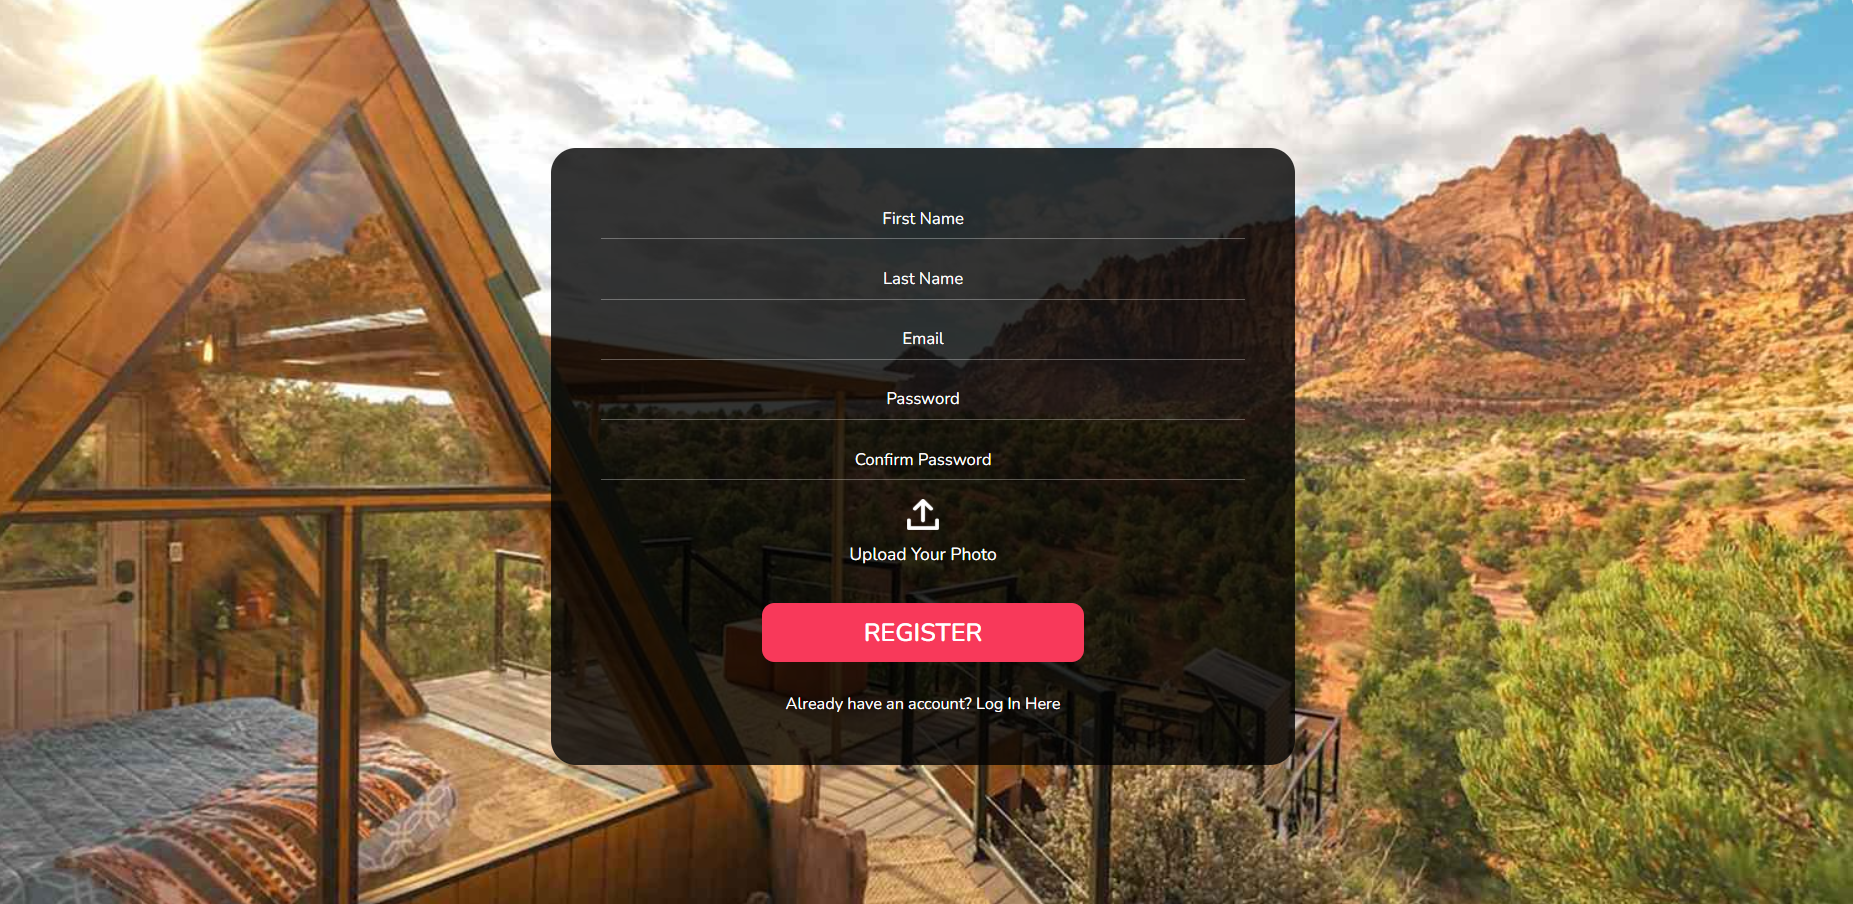 First Name
Last Name
Email
Password
Confirm Password
Upload Your Photo
REGISTER
Already have an account? Log In Here